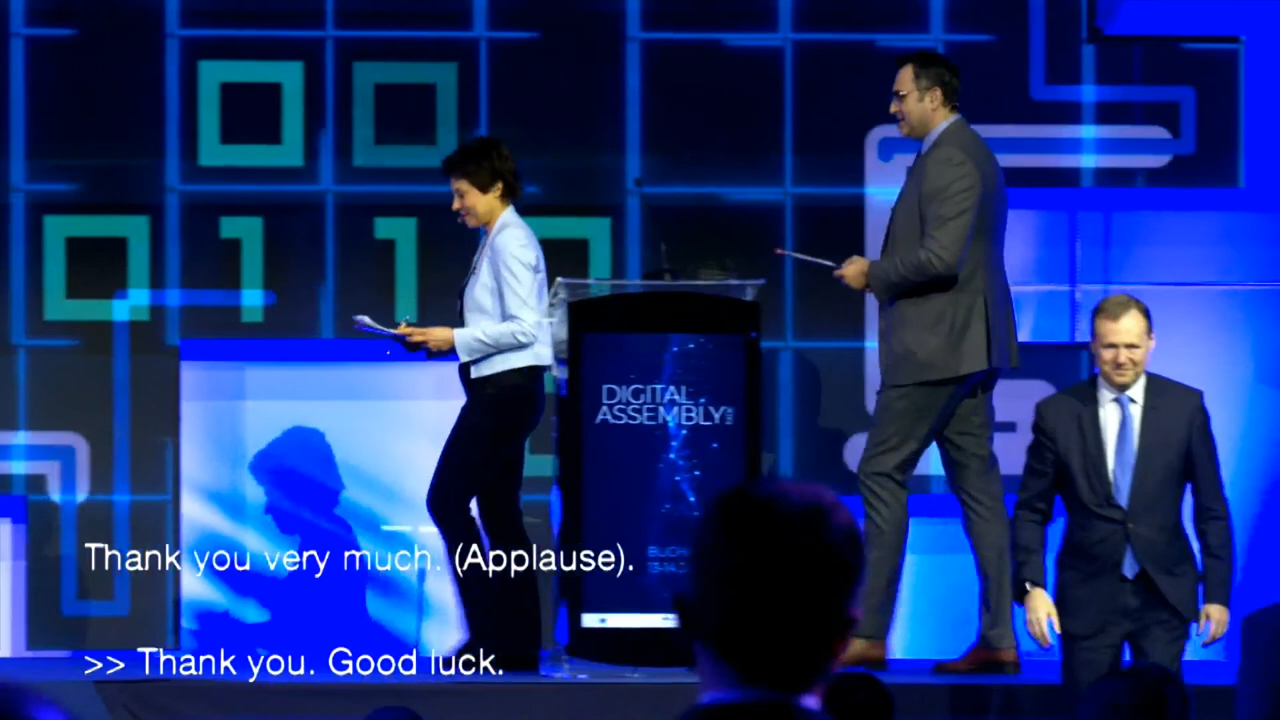 DIGITAL
ASSEMBLY
Thank you very much. (Applause).
>> Thank you. Good luck.